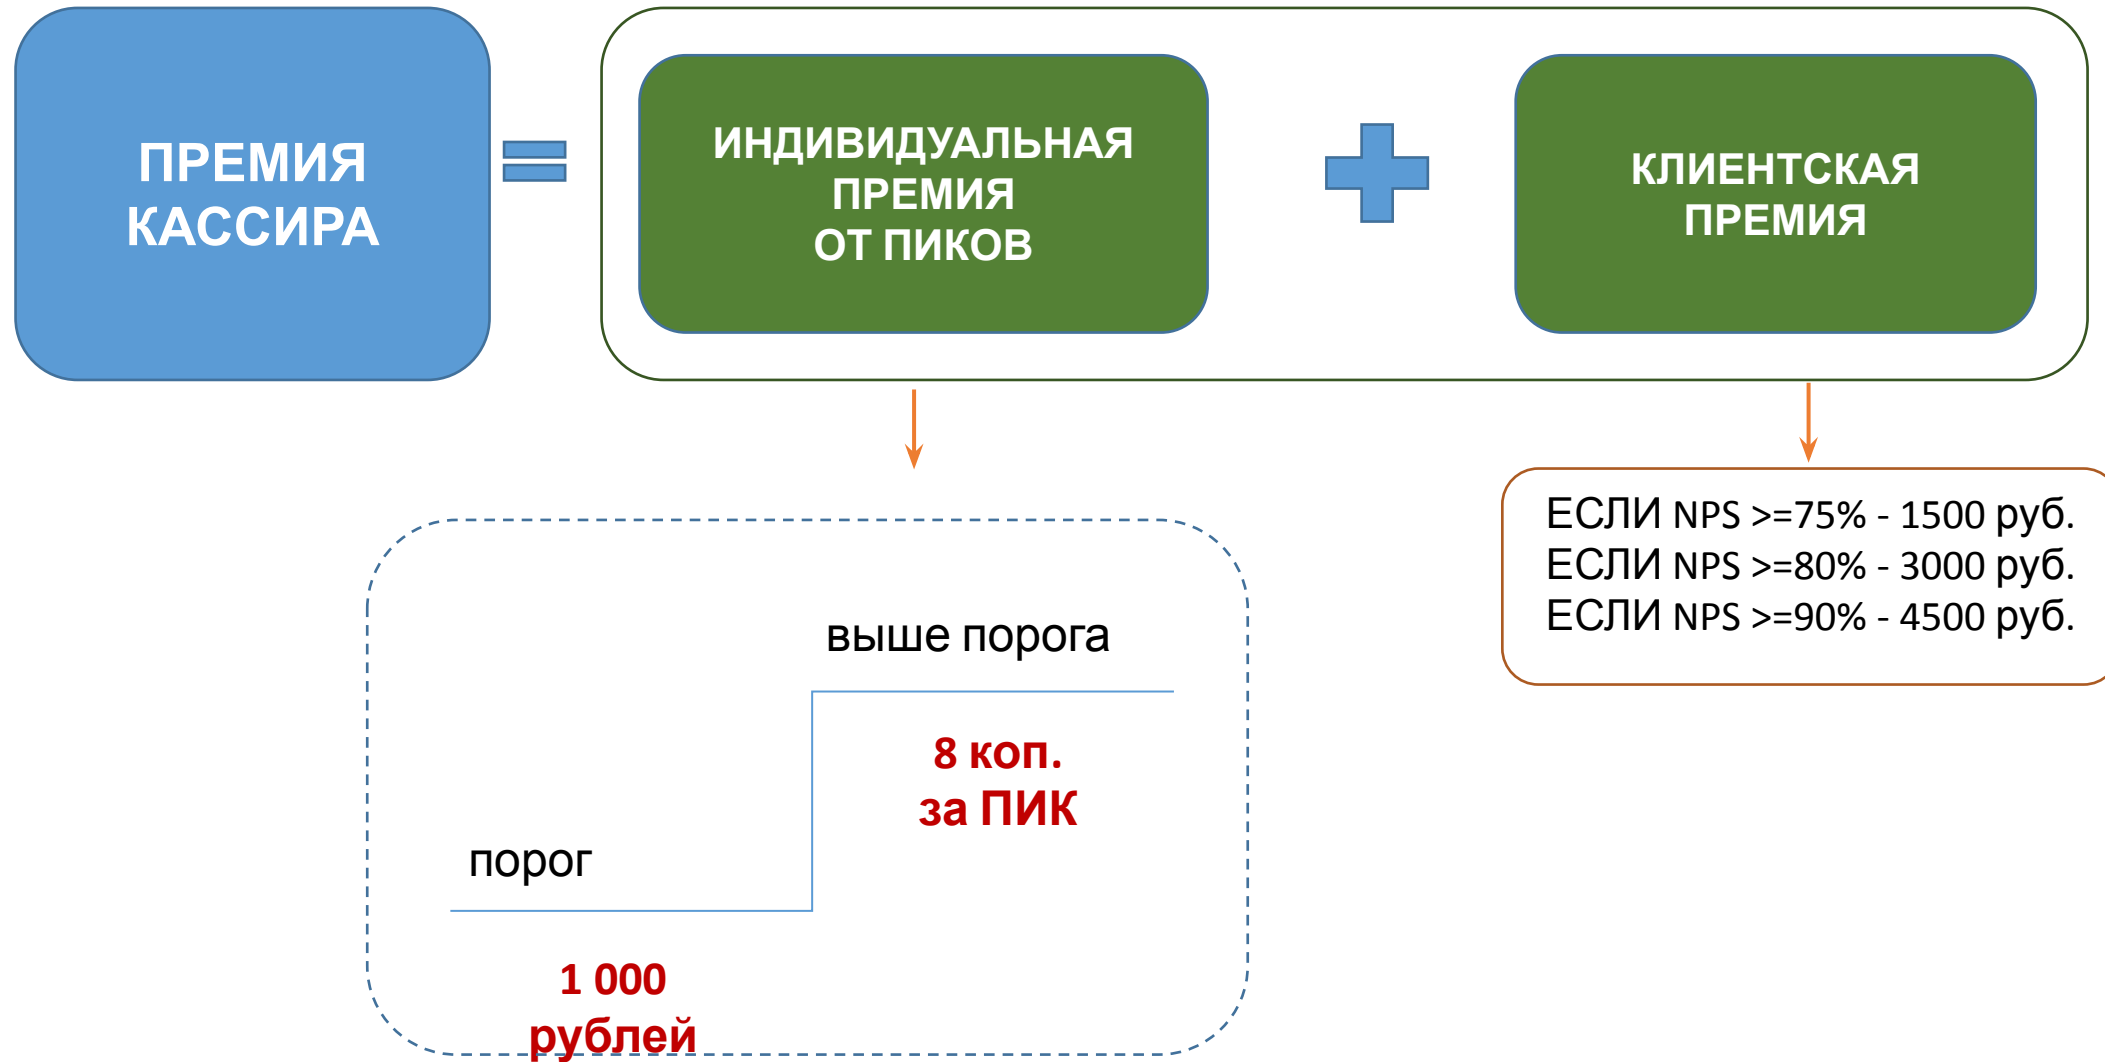 ПРЕМИЯ
КАССИРА
ИНДИВИДУАЛЬНАЯ
ПРЕМИЯ
ОТ ПИКОВ
КЛИЕНТСКАЯ
ПРЕМИЯ
ЕСЛИ NPS >=75% - 1500 руб.
ЕСЛИ NPS >=80% - 3000 руб.
ЕСЛИ NPS >=90% - 4500 руб.
выше порога
8 коп.
за ПИК
порог
1 000
рублей